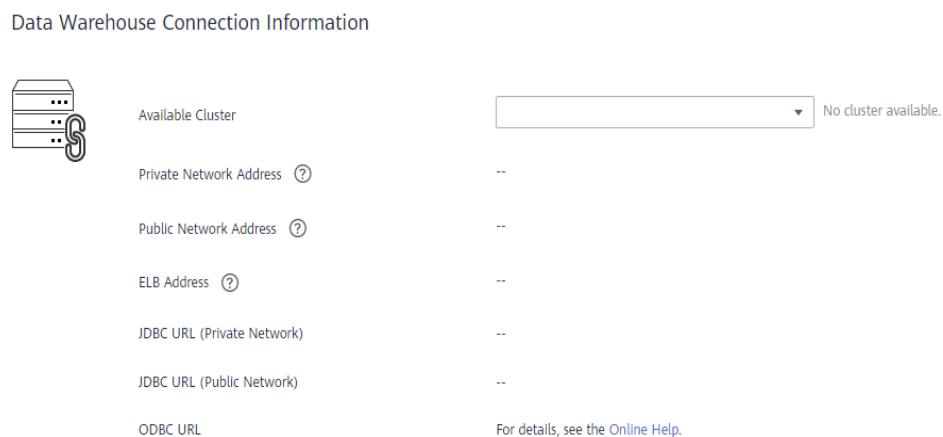 Data Warehouse Connection Information
Available Cluster No cluster available.
Private Network Address ? --
Public Network Address ? --
ELB Address ? --
JDBC URL (Private Network) --
JDBC URL (Public Network) --
ODBC URL For details, see the Online Help.